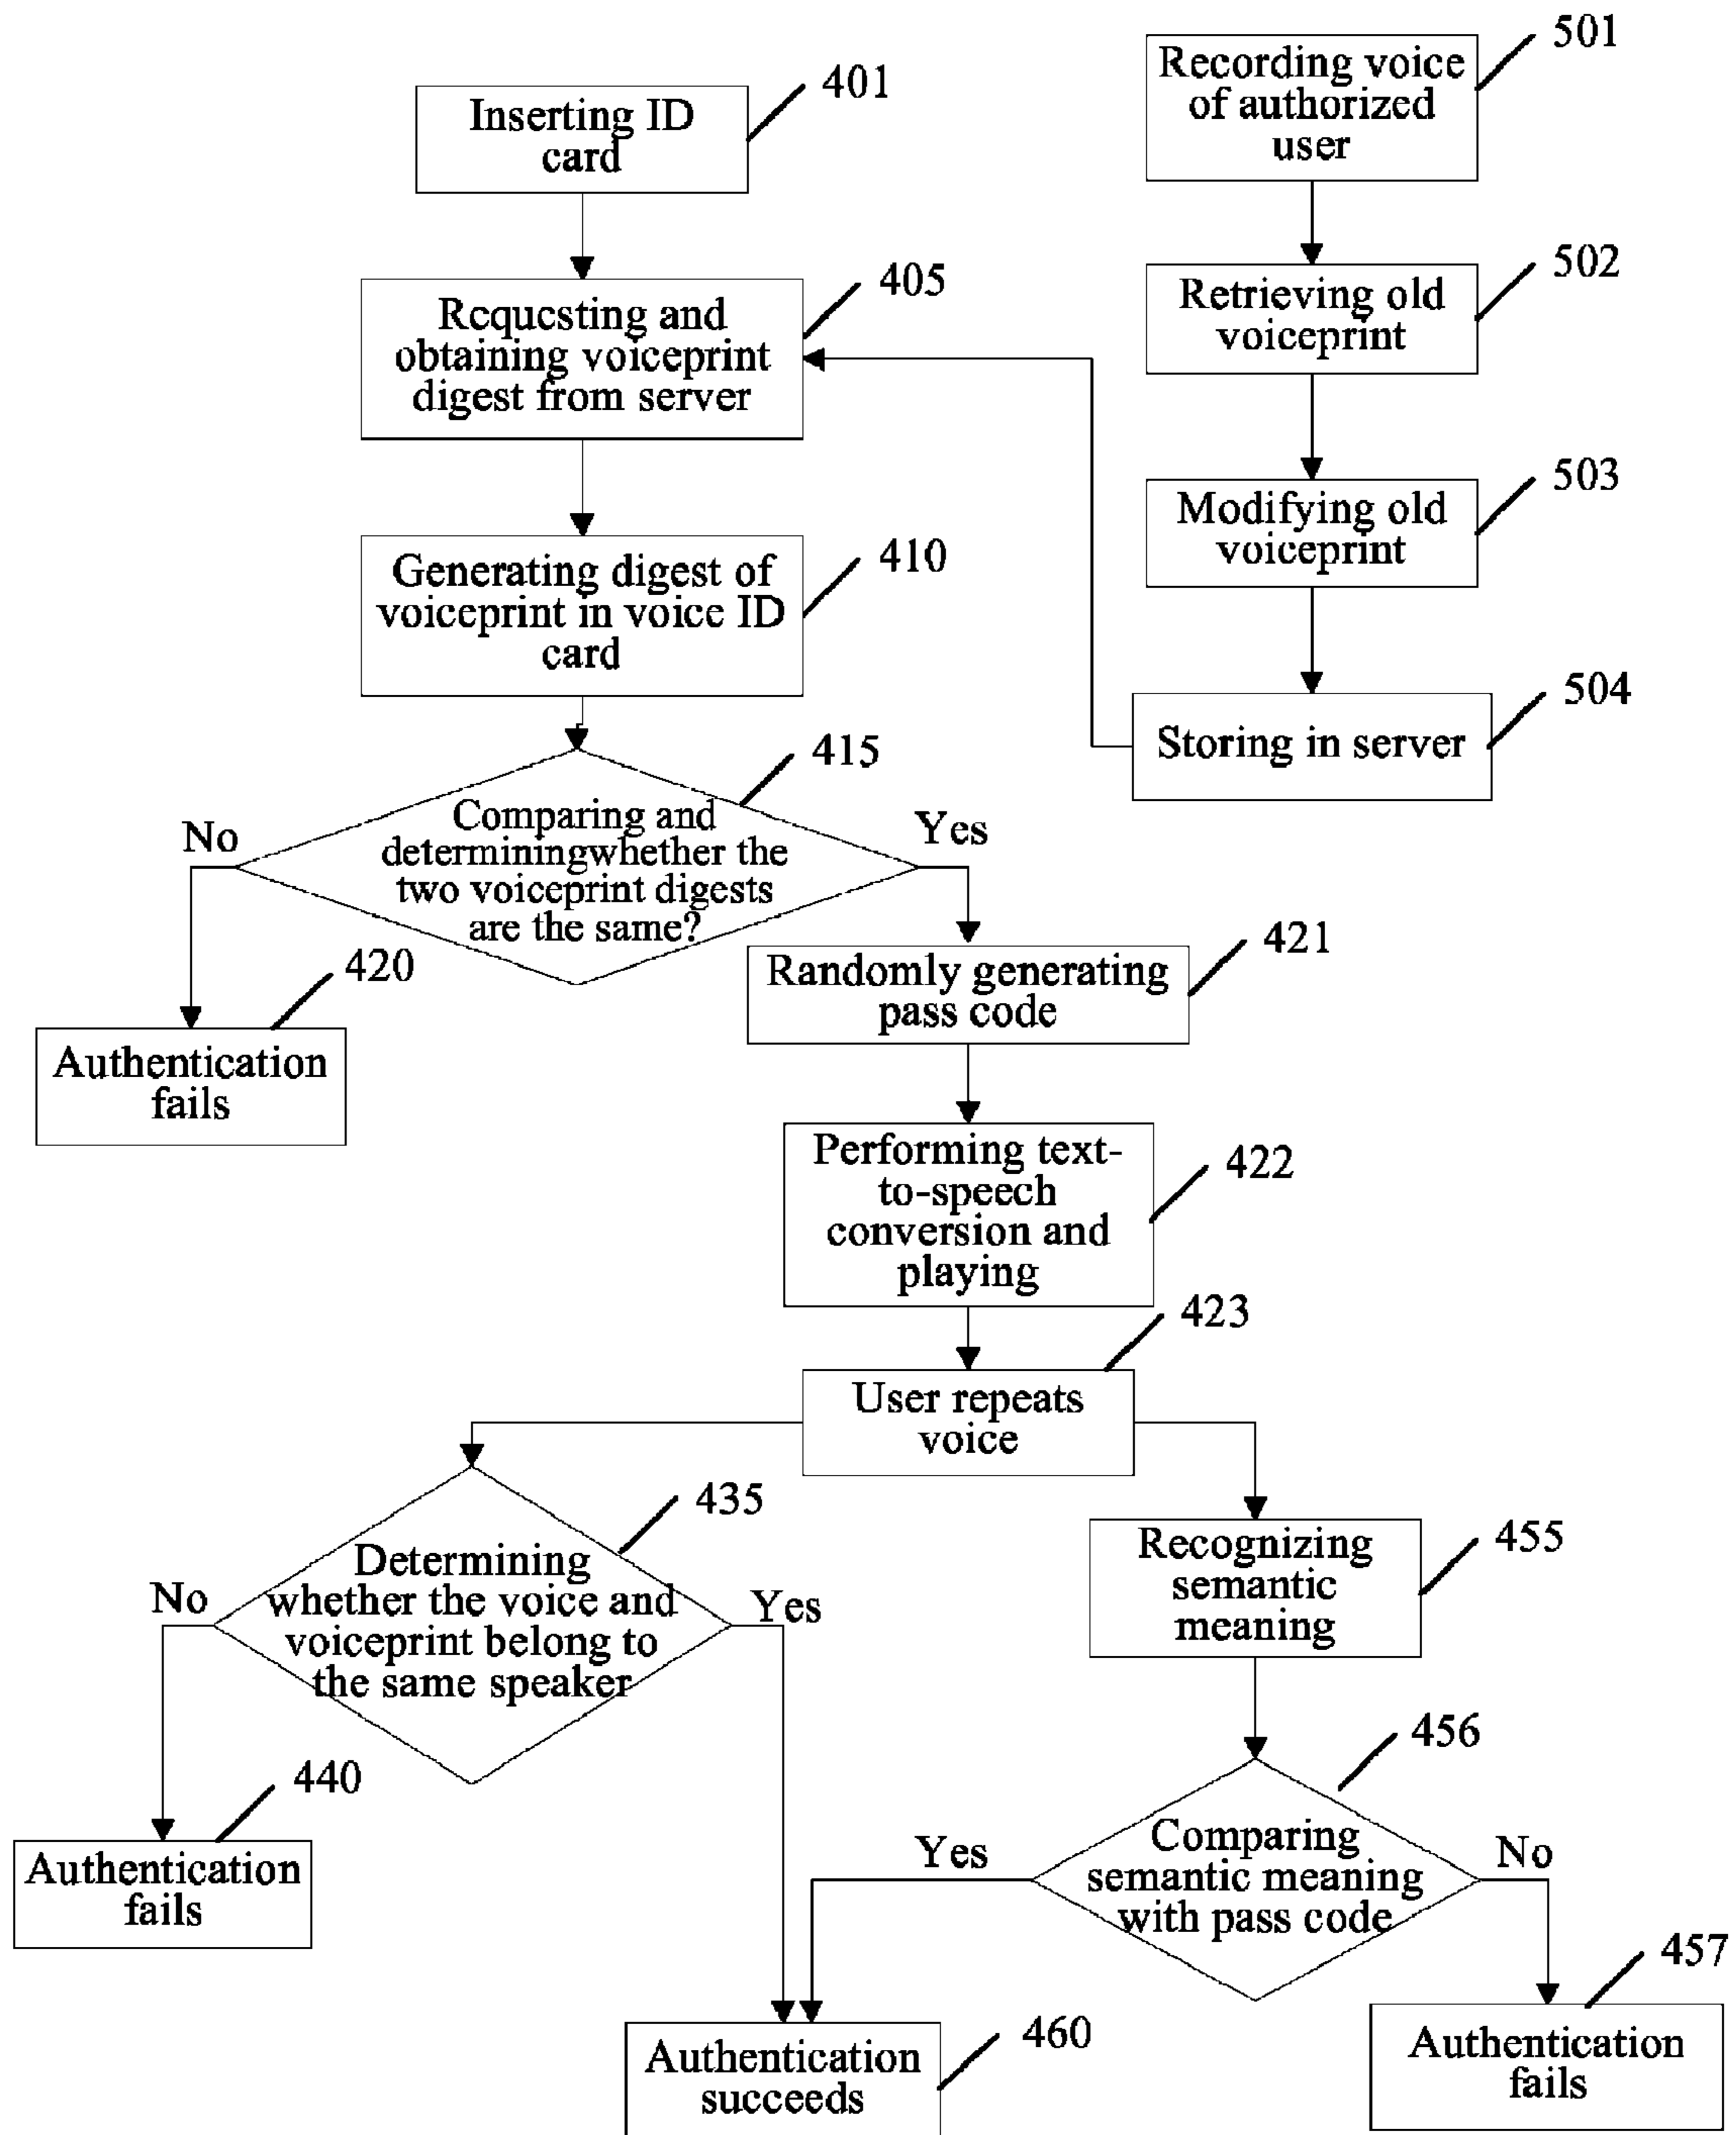 401
Inserting ID
card
405
Requesting and
obtaining voiceprint
digest from server
410
Generating digest of
voiceprint in voice ID
card
415
Comparing and
determiningwhether the
two voiceprint digests
are the same?
No
Yes
420
Authentication
fails
421
Randomly generating
pass code
422
Performing text-
to-speech
conversion and
playing
423
User repeats
voice
435
Determining
whether the voice and
voiceprint belong to
the same speaker
No
Yes
440
Authentication
fails
455
Recognizing
semantic
meaning
456
Comparing
semantic meaning
with pass code
Yes
No
457
Authentication
fails
460
Authentication
succeeds
501
Recording voice
of authorized
user
502
Retrieving old
voiceprint
503
Modifying old
voiceprint
504
Storing in server